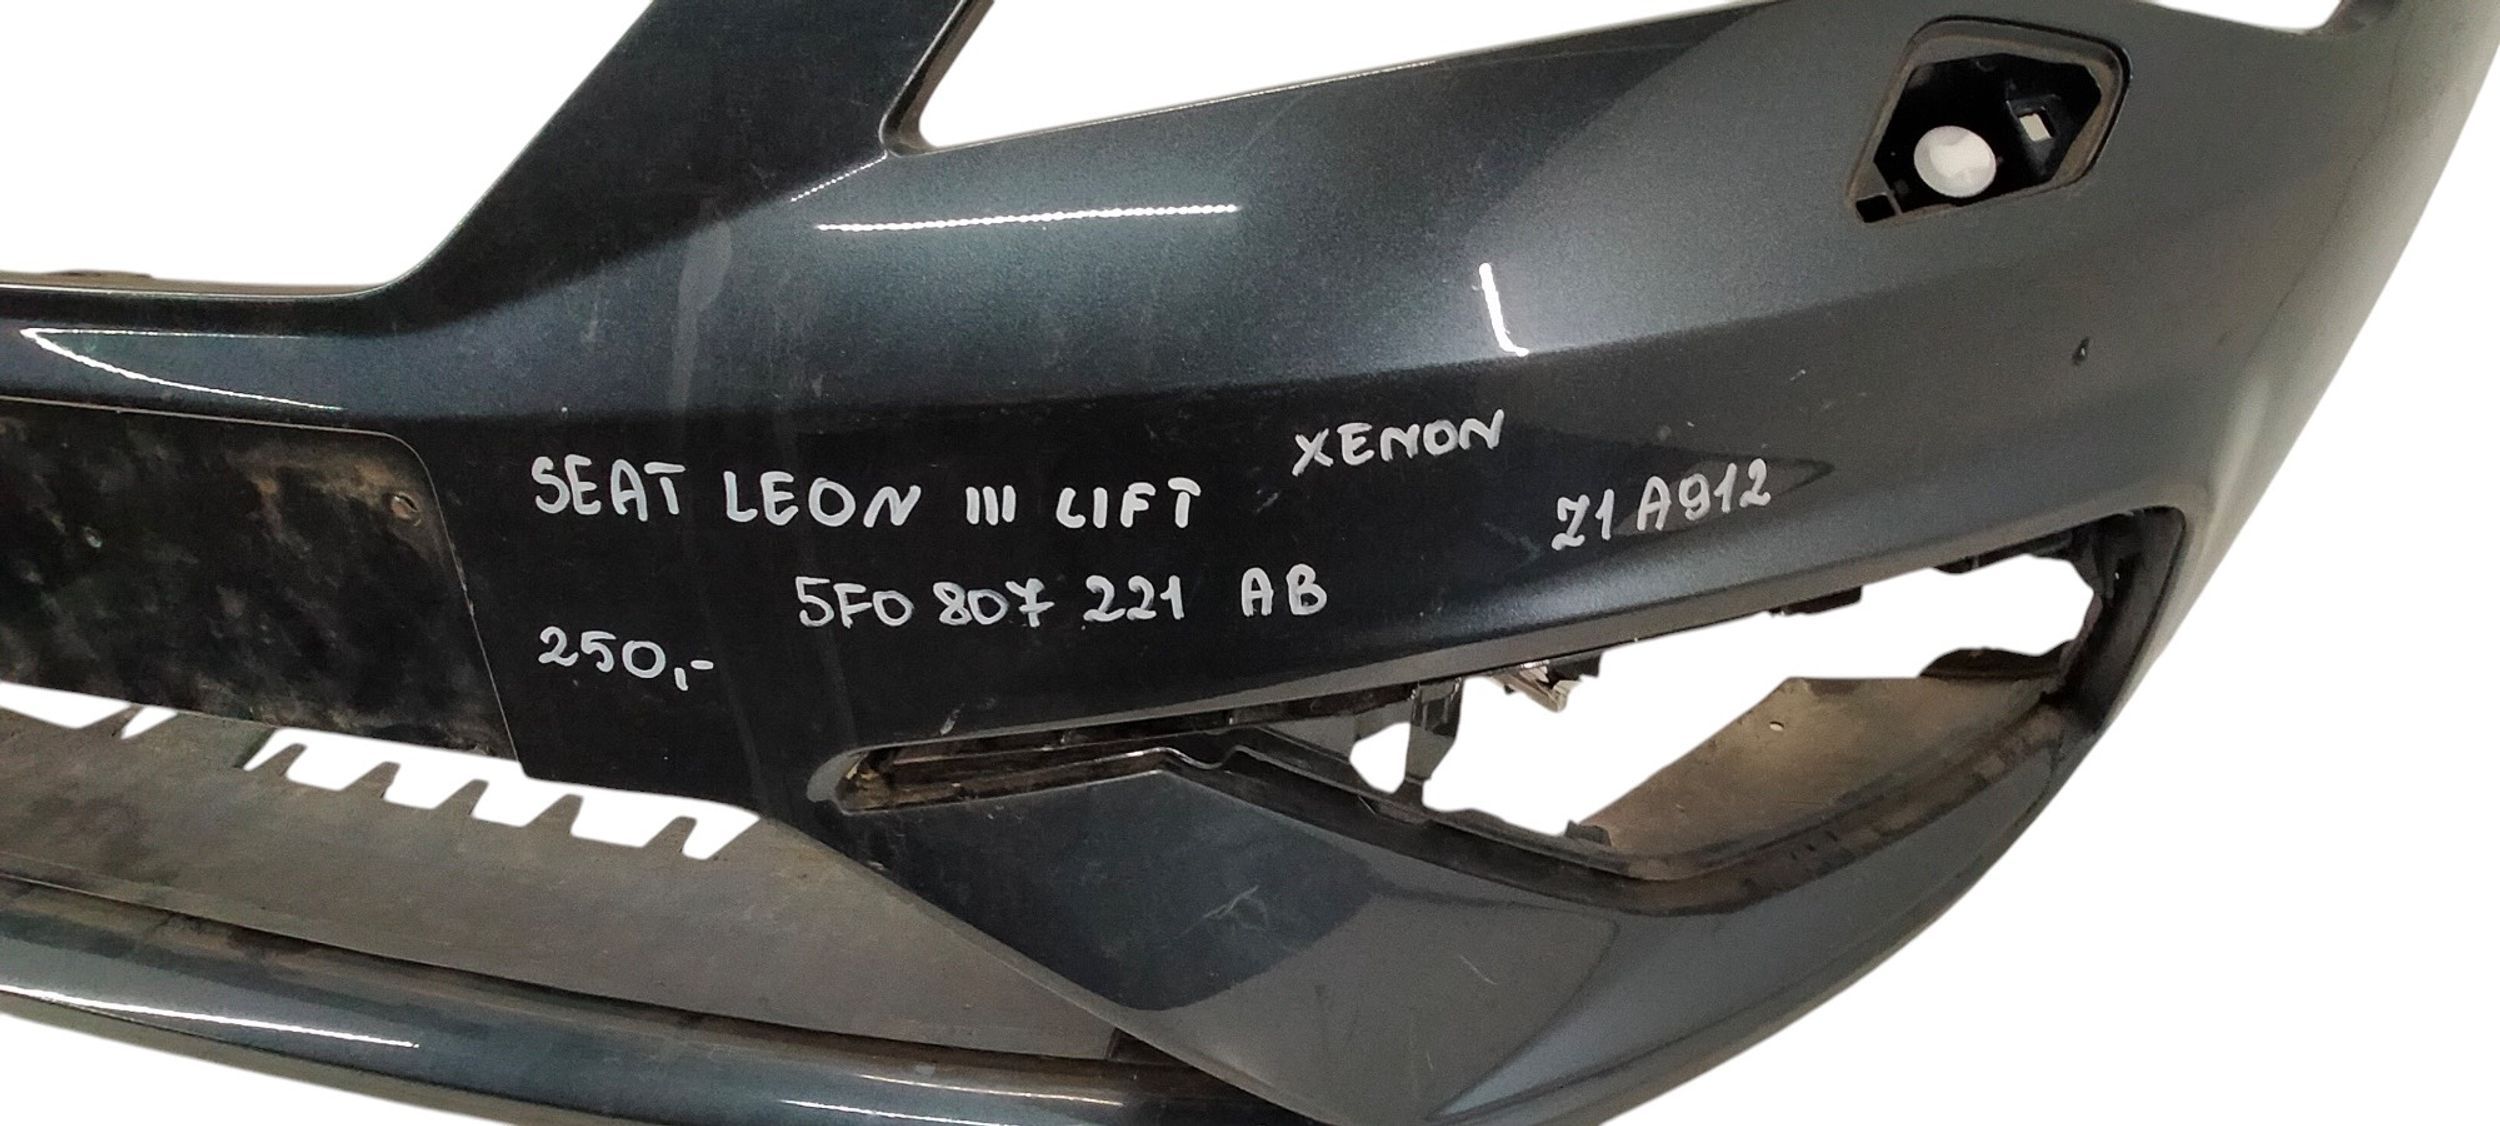 XENON
SEAT LEON III LIFT
Z1A912
5F0 807 221 AB
250,-